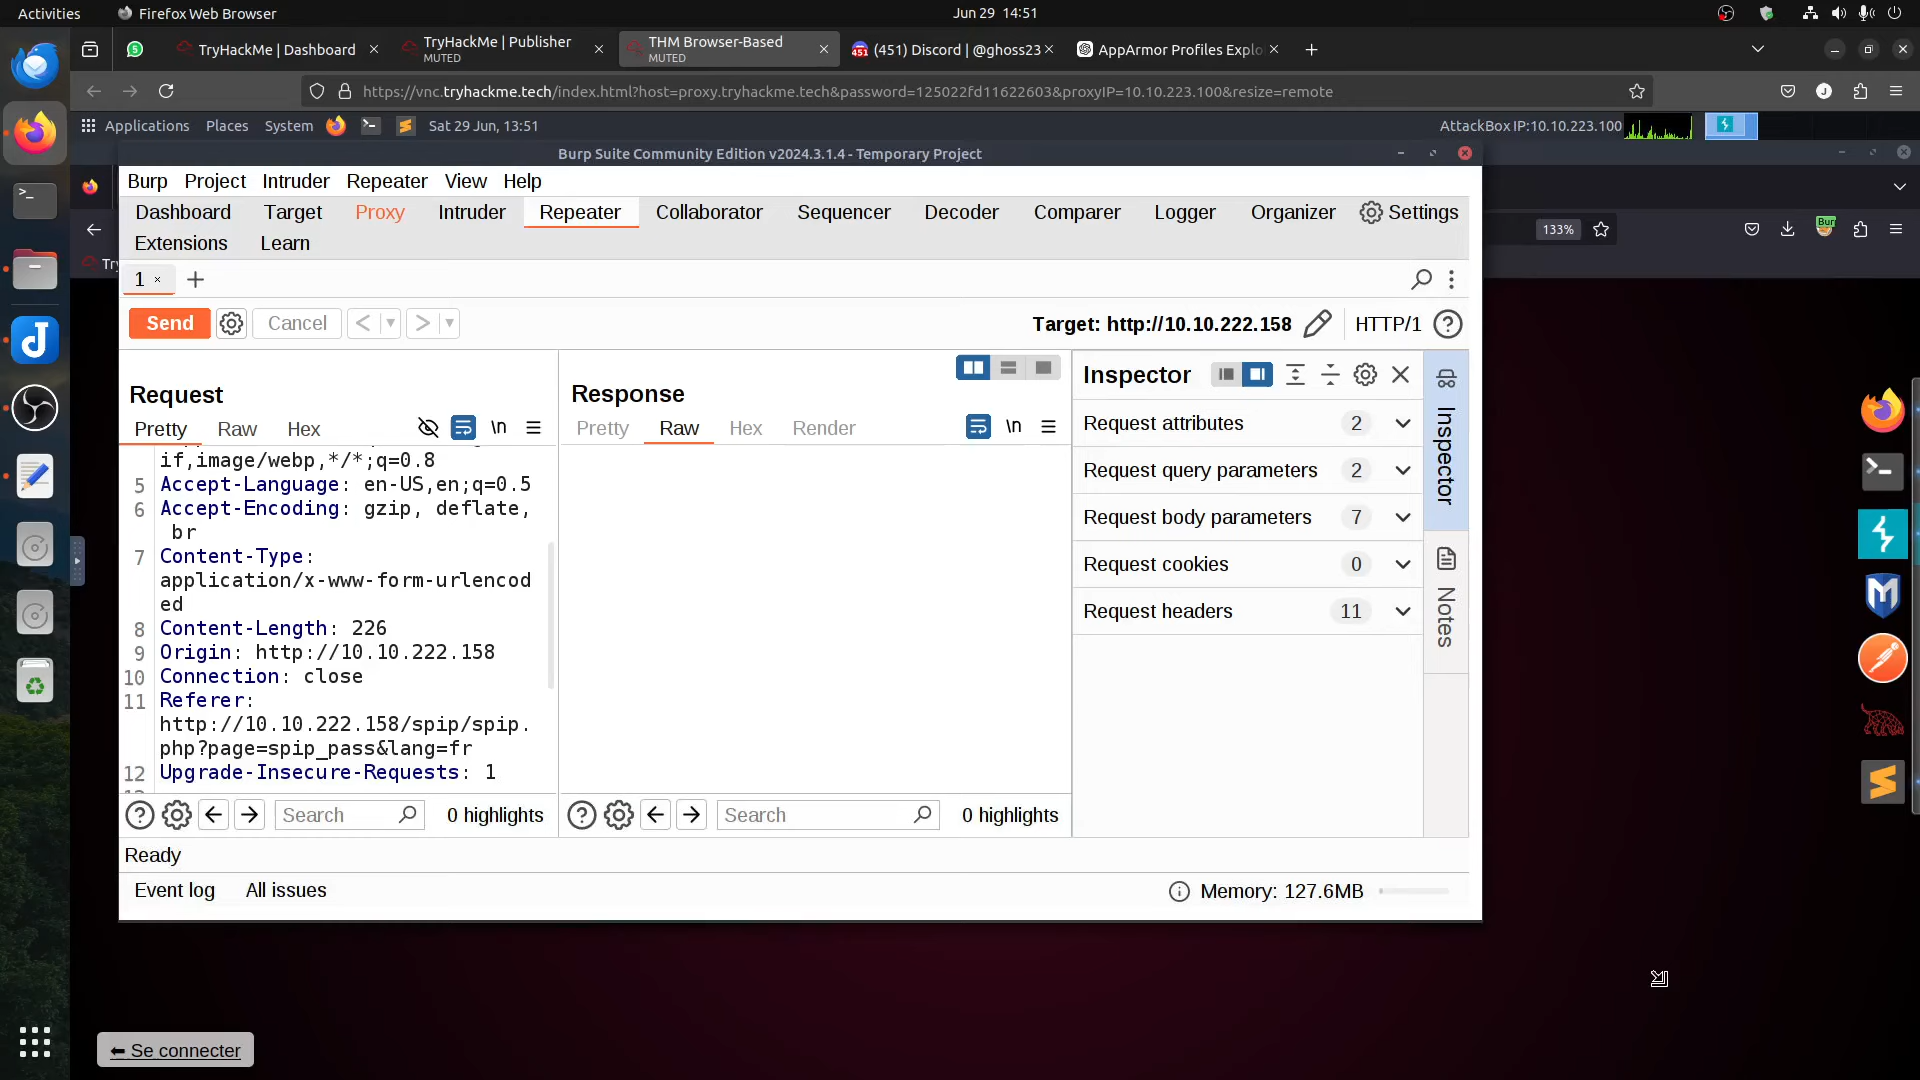 Activities
Firefox Web Browser
Jun 29 14:51
TryHackMe | Dashboard
TryHackMe | Publisher
MUTED
THM Browser-Based
MUTED
(451) Discord | @ghoss23
AppArmor Profiles Explo
https://vnc.tryhackme.tech/index.html?host=proxy.tryhackme.tech&password=125022fd11622603&proxyIP=10.10.223.100&resize=remote
Applications Places System
Sat 29 Jun, 13:51
AttackBox IP:10.10.223.100
Burp Suite Community Edition v2024.3.1.4 - Temporary Project
Burp Project Intruder Repeater View Help
Dashboard Target Proxy Intruder Repeater Collaborator Sequencer Decoder Comparer Logger Organizer Settings
Extensions Learn
133%
Bur
1 × +
Send Cancel < >
Target: http://10.10.222.158 HTTP/1
Request
Pretty Raw Hex \n
if,image/webp,*/*;q=0.8
5 Accept-Language: en-US,en;q=0.5
6 Accept-Encoding: gzip, deflate,
br
7 Content-Type:
application/x-www-form-urlencod
ed
8 Content-Length: 226
9 Origin: http://10.10.222.158
10 Connection: close
11 Referer:
http://10.10.222.158/spip/spip.
php?page=spip_pass&lang=fr
12 Upgrade-Insecure-Requests: 1
Search 0 highlights
Response
Pretty Raw Hex Render \n
Search 0 highlights
Inspector
Request attributes 2
Request query parameters 2
Request body parameters 7
Request cookies 0
Request headers 11
Inspector
Notes
Ready
Event log All issues
Memory: 127.6MB
← Se connecter